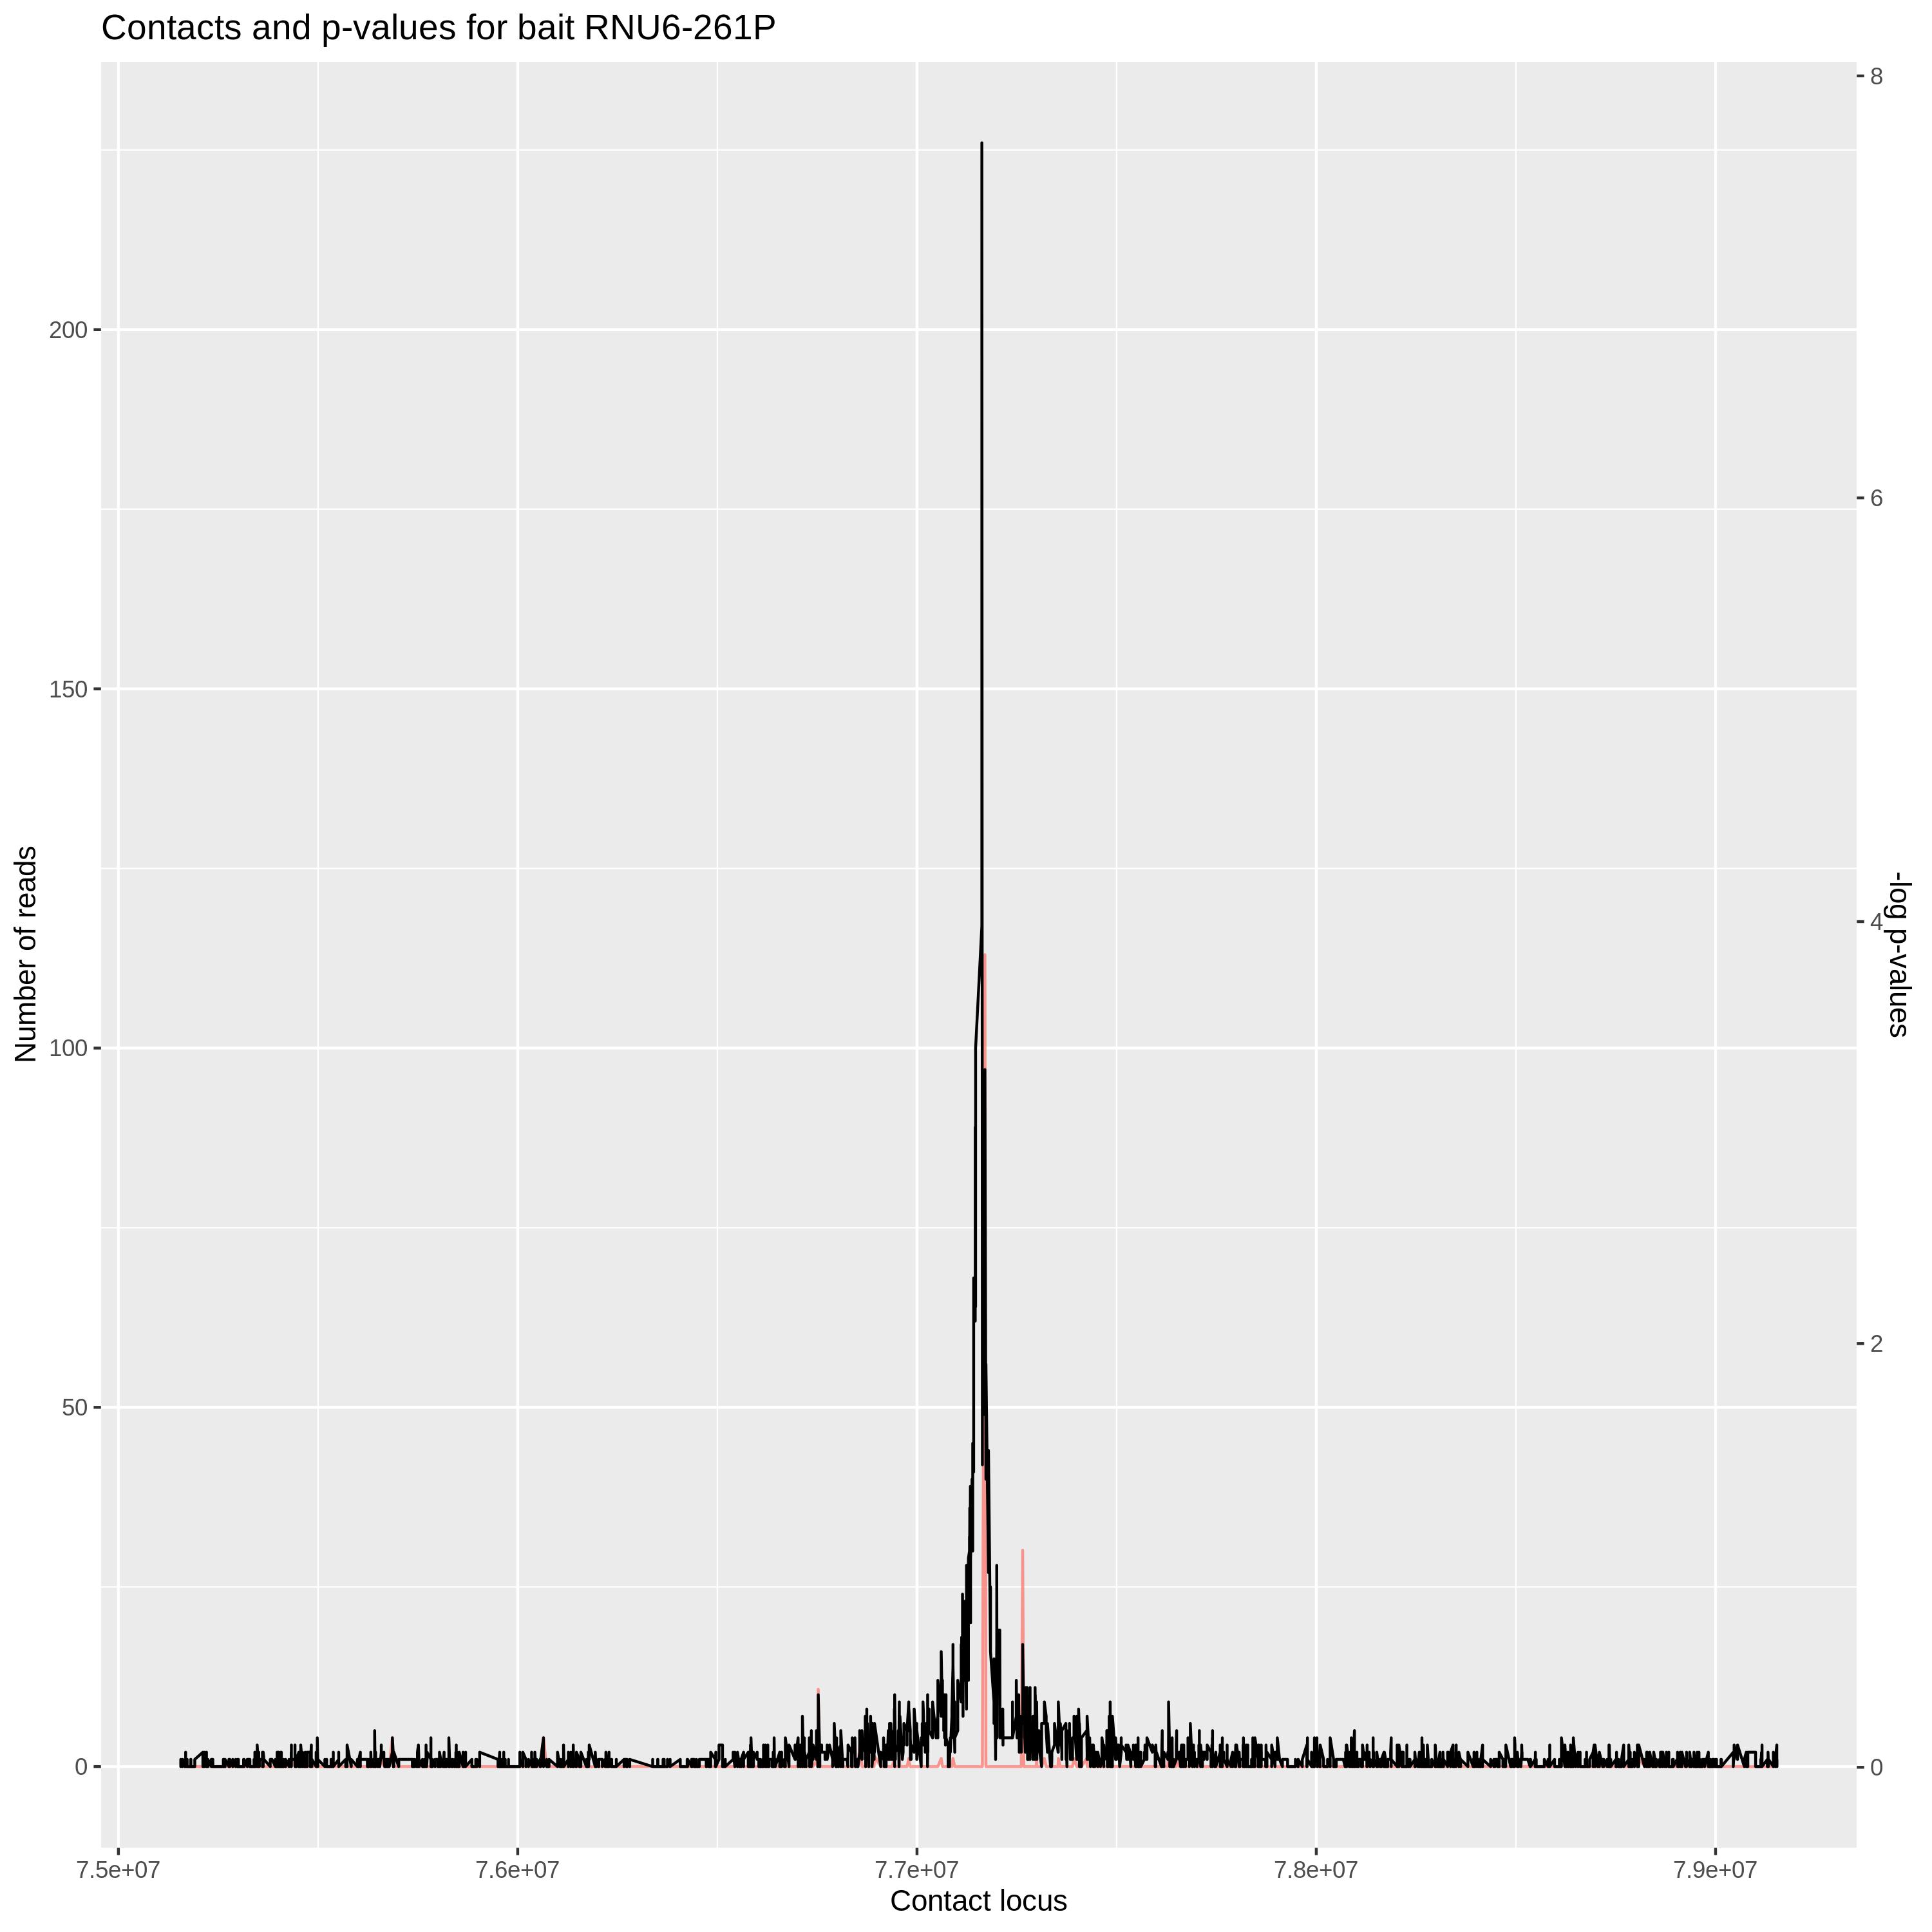 Contacts and p-values for bait RNU6-261P
8
200
6
150
4
100
2
50
0
0
Number of reads
-log p-values
7.5e+07
7.6e+07
7.7e+07
7.8e+07
7.9e+07
Contact locus